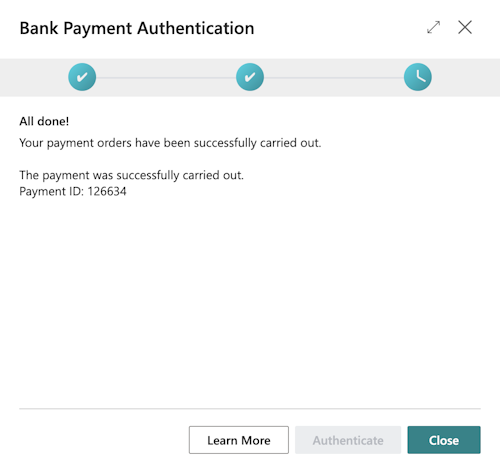 Bank Payment Authentication
All done!
Your payment orders have been successfully carried out.
The payment was successfully carried out.
Payment ID: 126634
Learn More
Authenticate
Close